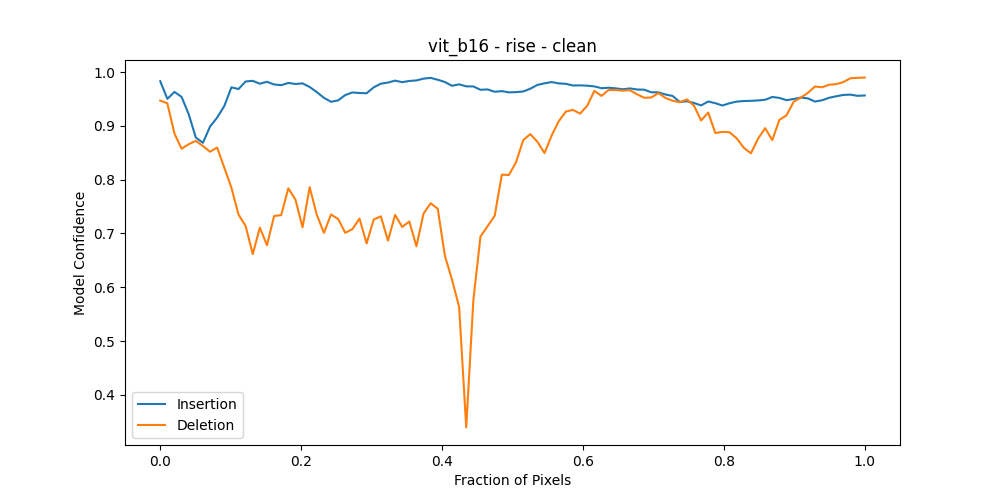 vit_b16 - rise - clean
1.0
0.9
0.8
0.7
0.6
0.5
0.4
Model Confidence
Insertion
Deletion
0.0 0.2 0.4 0.6 0.8 1.0
Fraction of Pixels